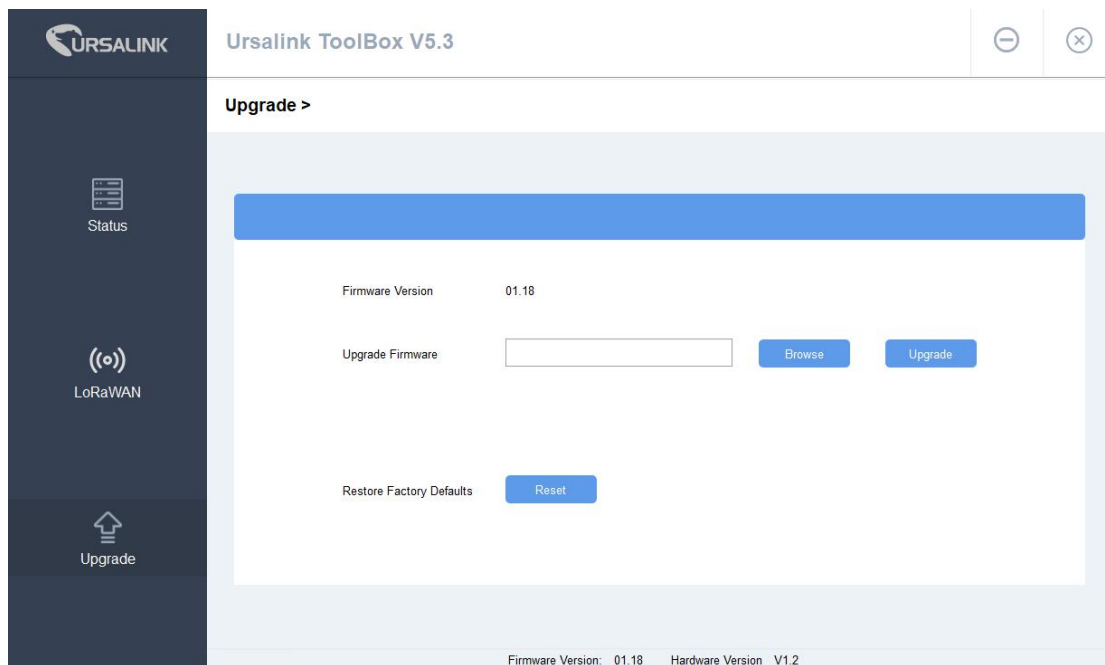 URSALINK
Ursalink ToolBox V5.3
Upgrade >
Status
LoRaWAN
Upgrade
Firmware Version 01.18
Upgrade Firmware Browse Upgrade
Restore Factory Defaults Reset
Firmware Version: 01.18 Hardware Version V1.2